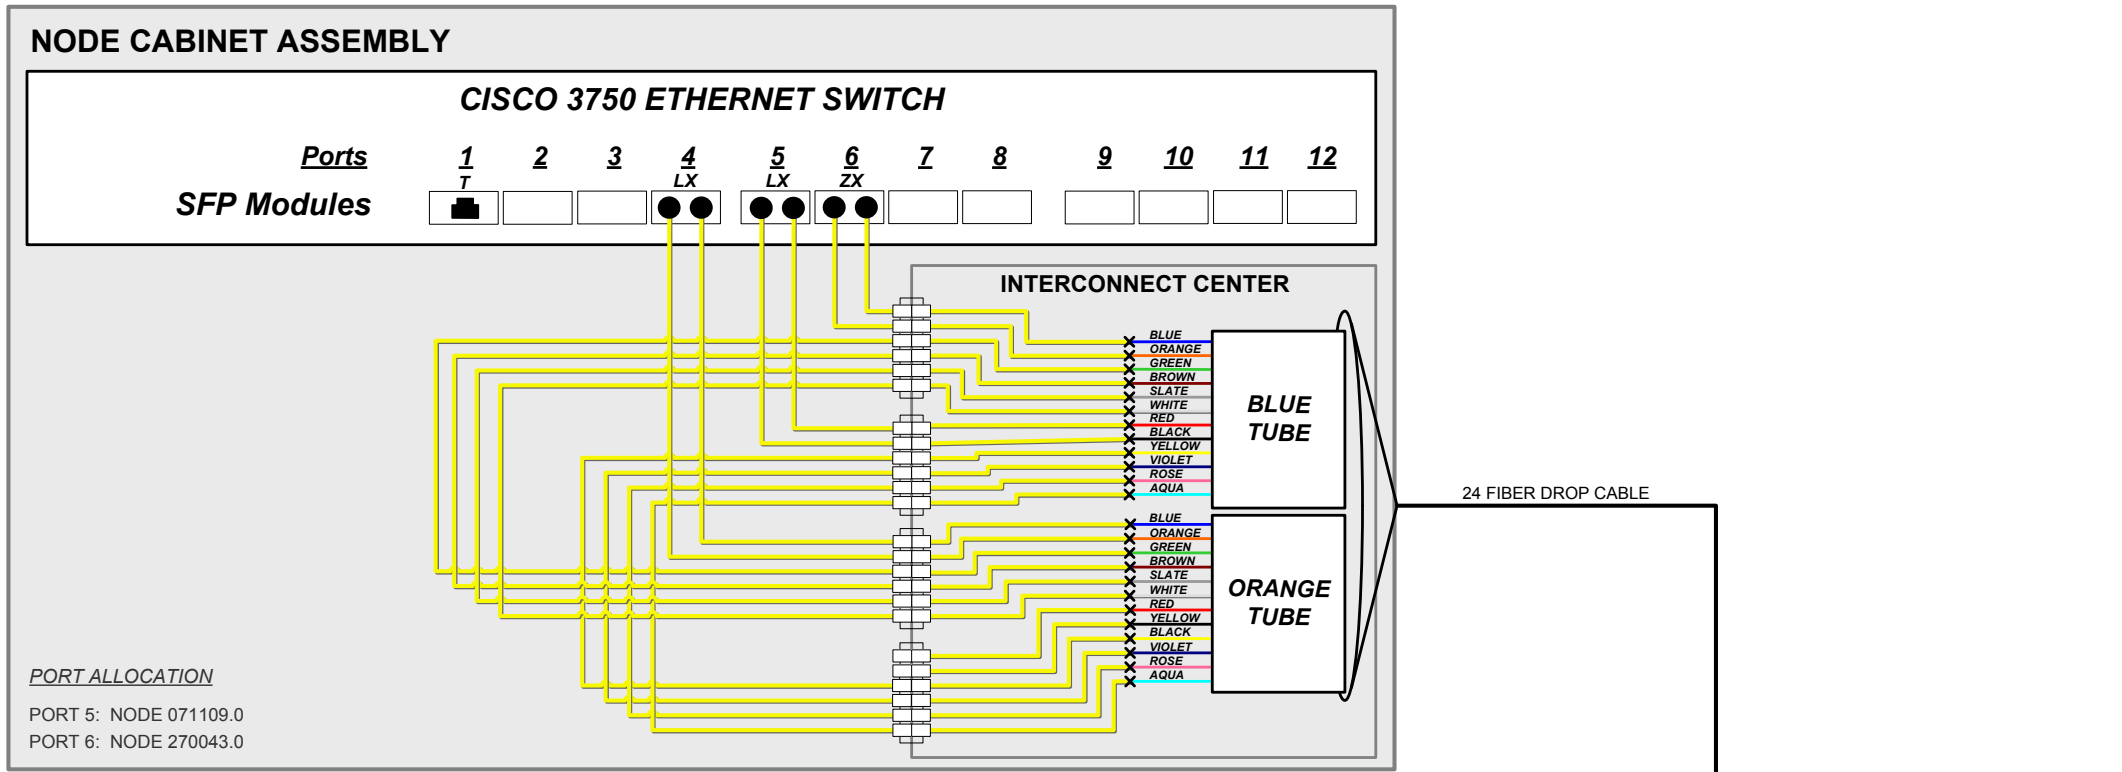 NODE CABINET ASSEMBLY
CISCO 3750 ETHERNET SWITCH
Ports 1 2 3 4 5 6 7 8 9 10 11 12
T LX LX ZX
SFP Modules
INTERCONNECT CENTER
BLUE
ORANGE
GREEN
BROWN
SLATE
WHITE
RED
BLACK
YELLOW
VIOLET
ROSE
AQUA
BLUE
TUBE
24 FIBER DROP CABLE
BLUE
ORANGE
GREEN
BROWN
SLATE
WHITE
RED
YELLOW
BLACK
VIOLET
ROSE
AQUA
ORANGE
TUBE
PORT ALLOCATION
PORT 5: NODE 071109.0
PORT 6: NODE 270043.0